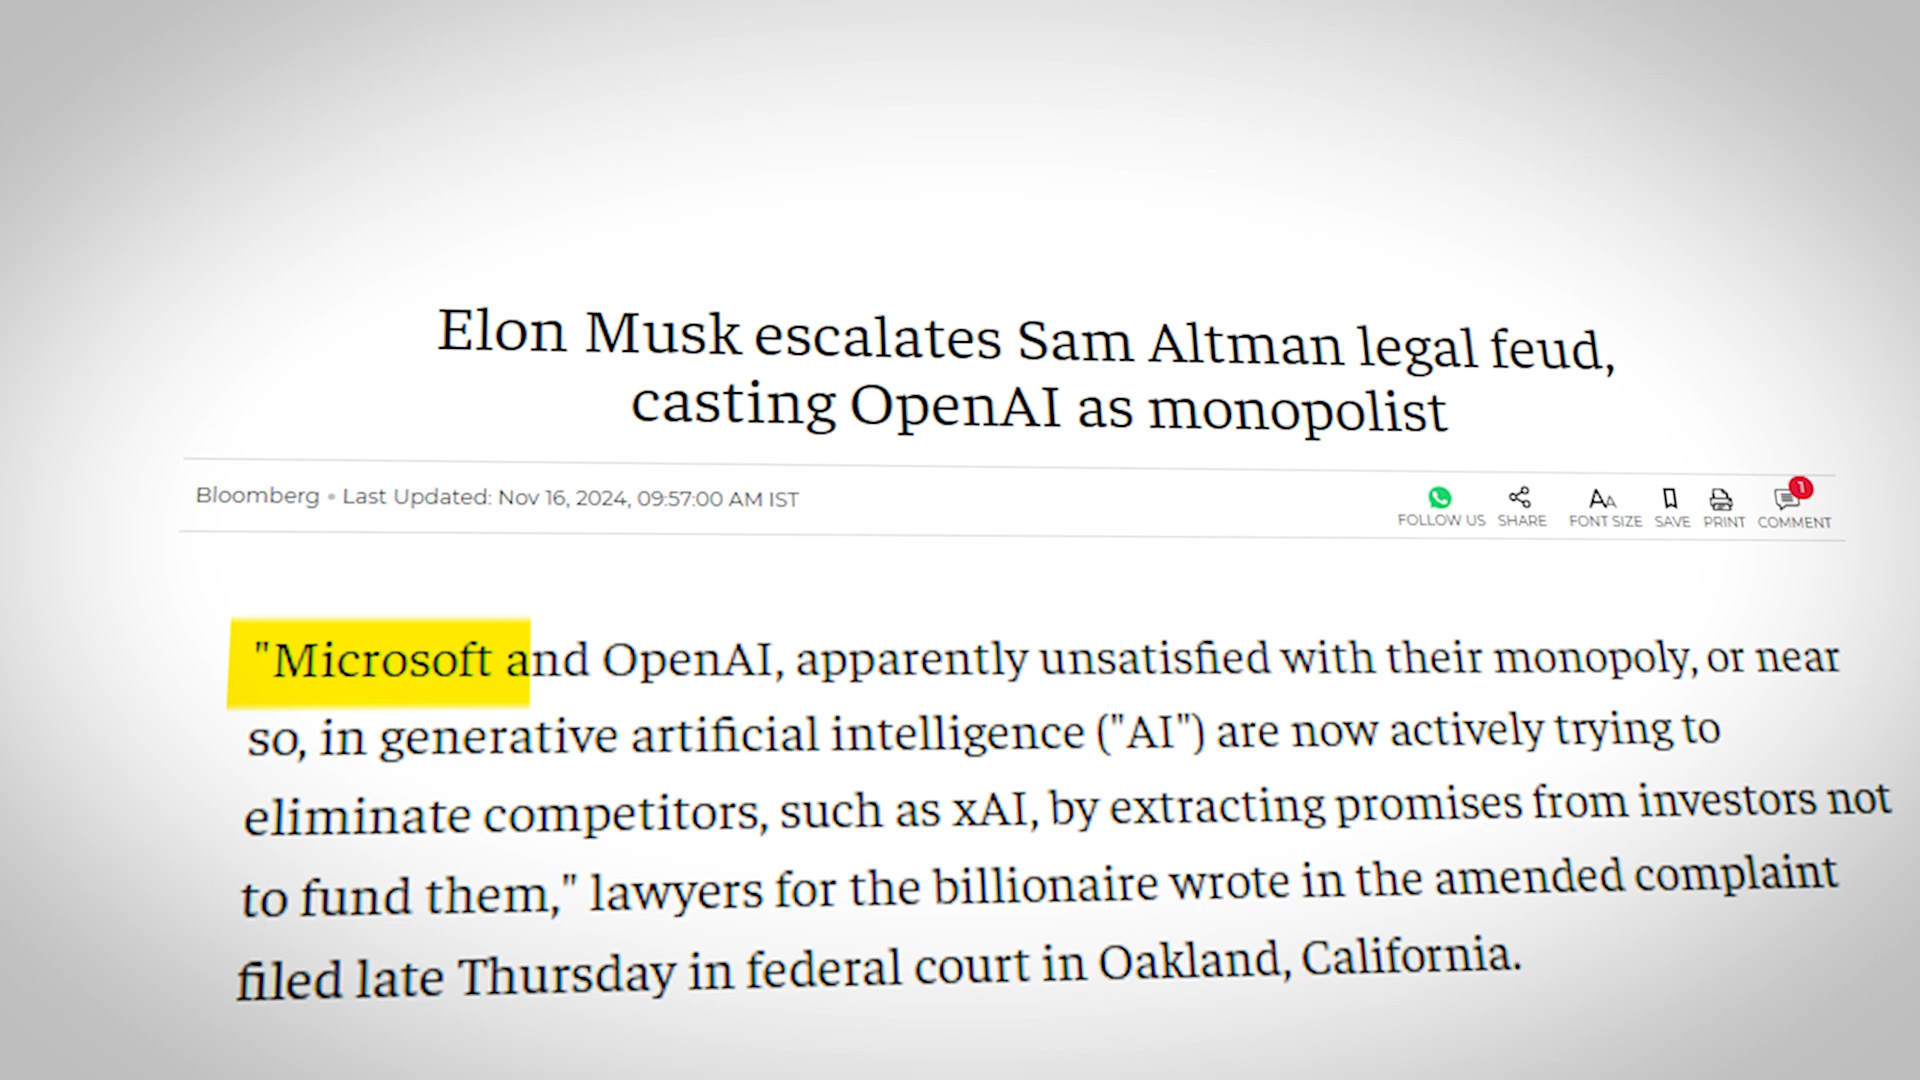 Elon Musk escalates Sam Altman legal feud,
casting OpenAI as monopolist
Bloomberg • Last Updated: Nov 16, 2024, 09:57:00 AM IST
FOLLOW US SHARE FONT SIZE SAVE PRINT COMMENT
1
"Microsoft and OpenAI, apparently unsatisfied with their monopoly, or near
so, in generative artificial intelligence ("AI") are now actively trying to
eliminate competitors, such as xAI, by extracting promises from investors not
to fund them," lawyers for the billionaire wrote in the amended complaint
filed late Thursday in federal court in Oakland, California.